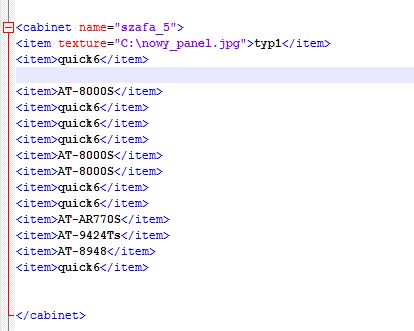 <cabinet name="szafa_5">
<item texture="C:\nowy_panel.jpg">typ1</item>
<item>quick6</item>
<item>AT-8000S</item>
<item>quick6</item>
<item>quick6</item>
<item>quick6</item>
<item>AT-8000S</item>
<item>AT-8000S</item>
<item>quick6</item>
<item>quick6</item>
<item>AT-AR770S</item>
<item>AT-9424Ts</item>
<item>AT-8948</item>
<item>quick6</item>
</cabinet>